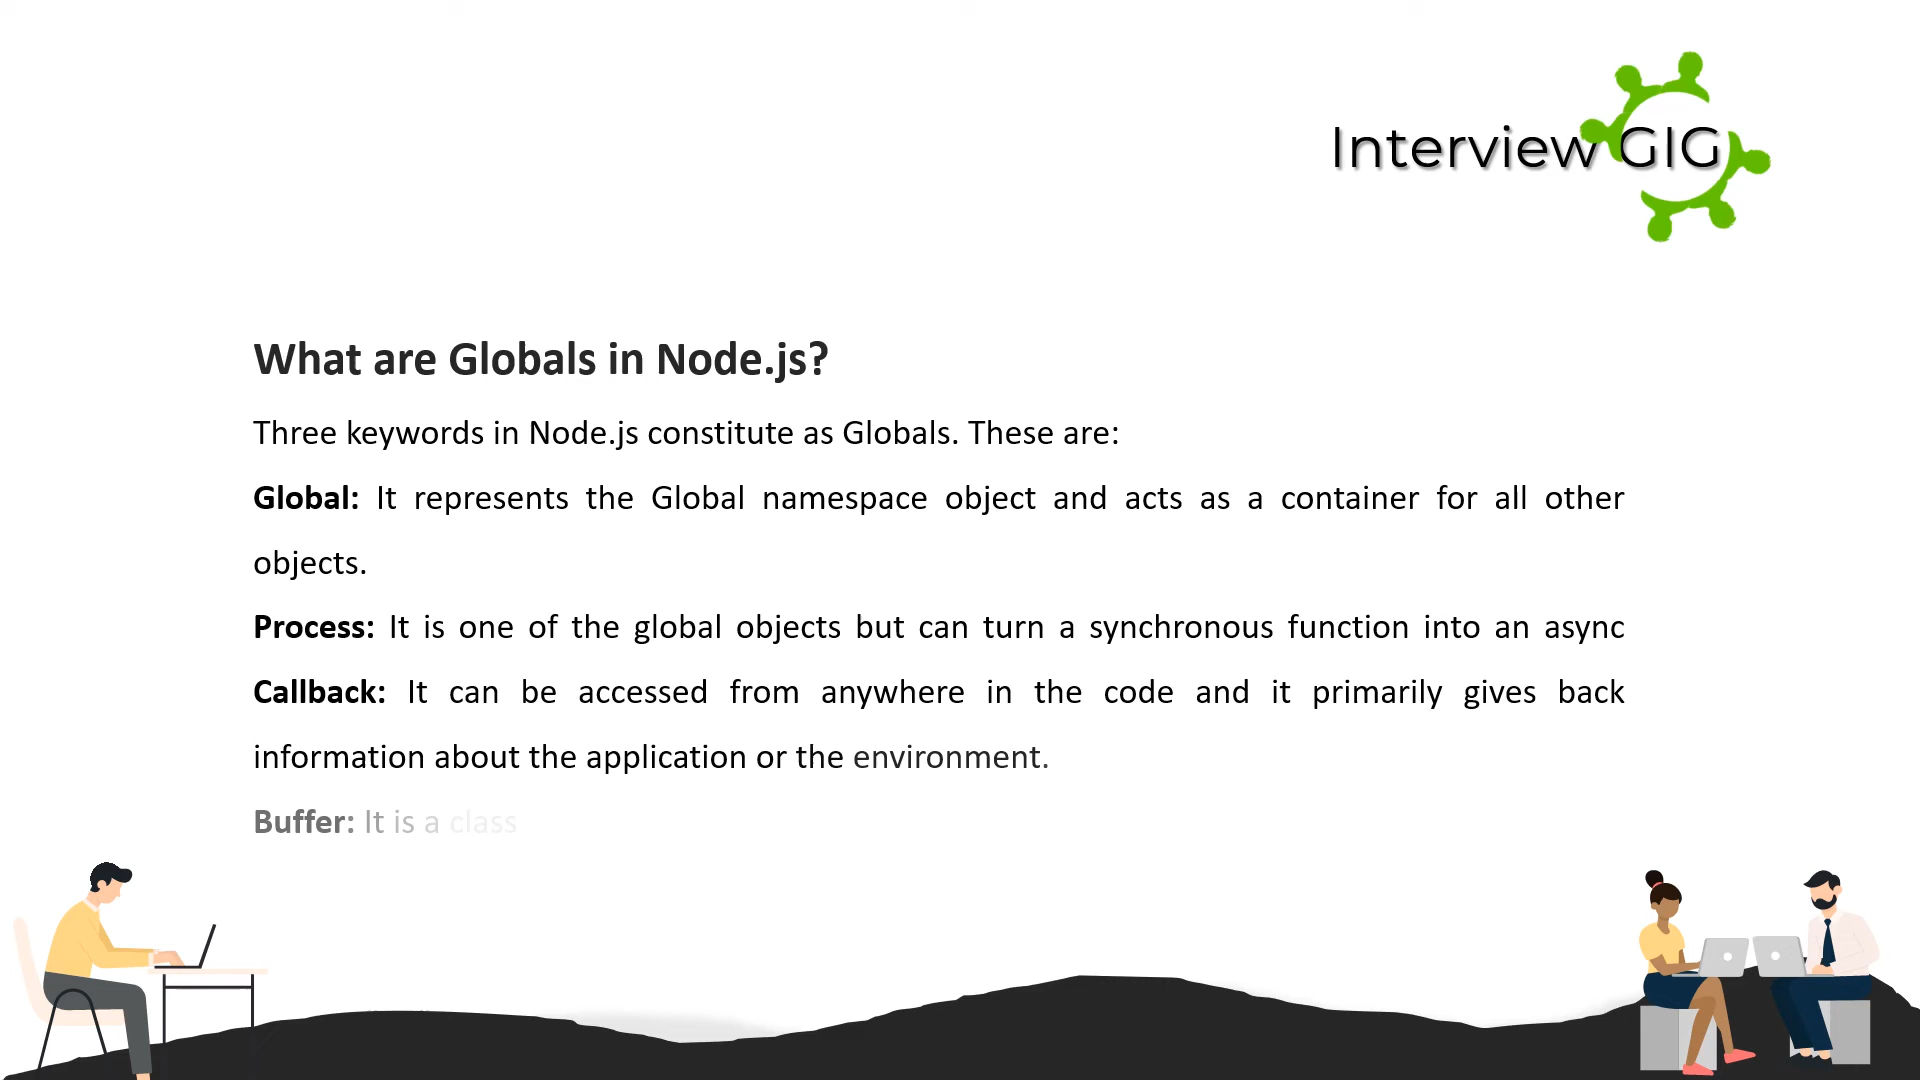 Interview GIG
What are Globals in Node.js?
Three keywords in Node.js constitute as Globals. These are:
Global: It represents the Global namespace object and acts as a container for all other
objects.
Process: It is one of the global objects but can turn a synchronous function into an async
Callback: It can be accessed from anywhere in the code and it primarily gives back
information about the application or the environment.
Buffer: It is a class